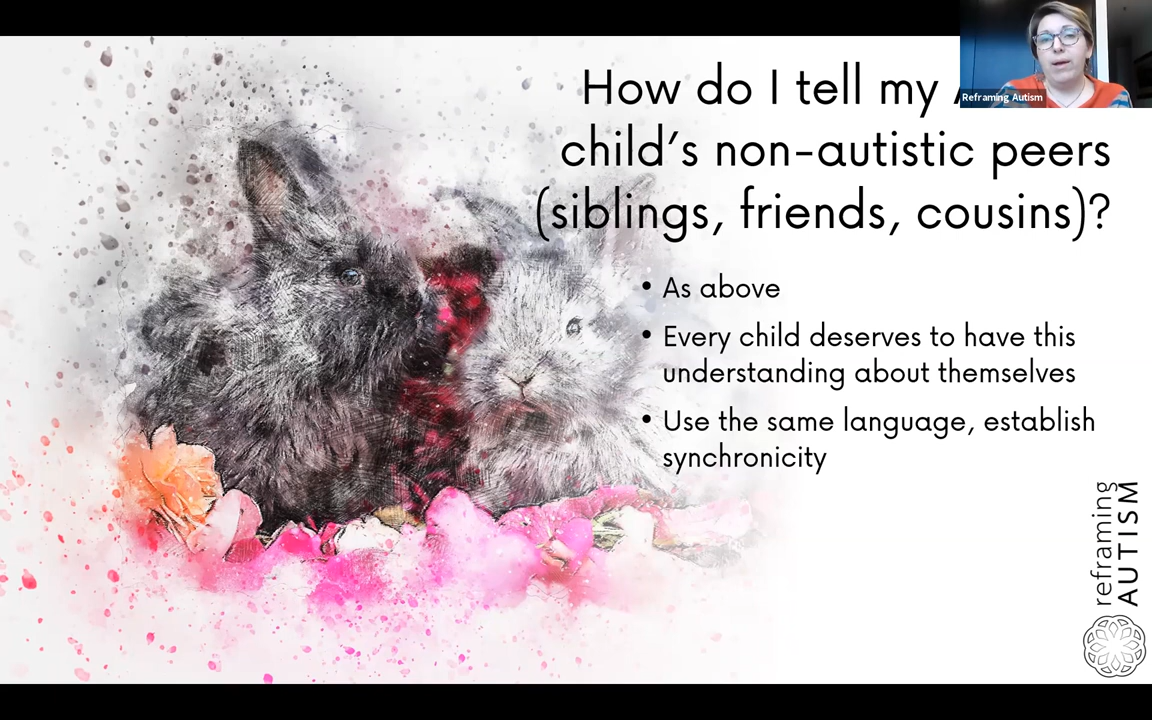 How do I tell my
child’s non-autistic peers
(siblings, friends, cousins)?
Reframing Autism
• As above
• Every child deserves to have this
understanding about themselves
• Use the same language, establish
synchronicity
reframing
AUTISM